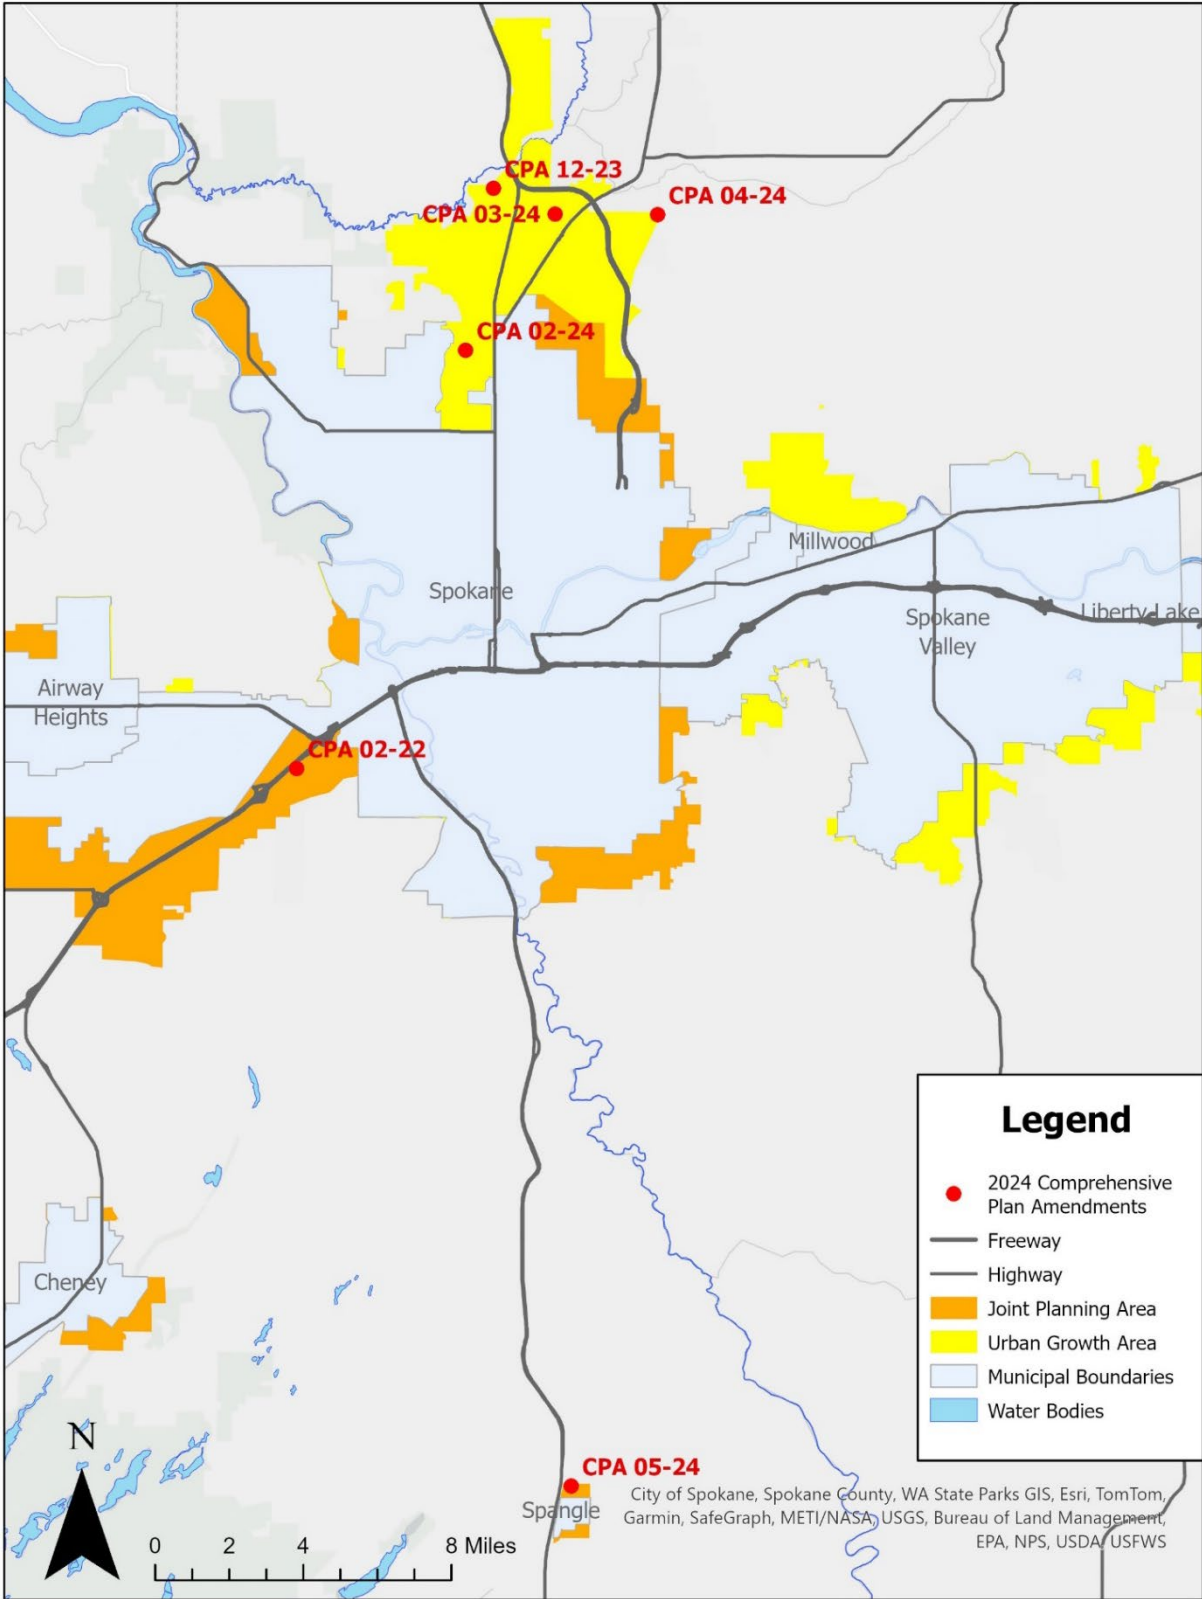 CPA 12-23
CPA 04-24
CPA 03-24
CPA 02-24
Millwood
Spokane
Spokane
Valley
Liberty Lake
Airway
Heights
CPA 02-22
Legend
2024 Comprehensive
Plan Amendments
Freeway
Highway
Joint Planning Area
Urban Growth Area
Municipal Boundaries
Water Bodies
Cheney
N
CPA 05-24
Spangle
City of Spokane, Spokane County, WA State Parks GIS, Esri, TomTom,
Garmin, SafeGraph, METI/NASA, USGS, Bureau of Land Management,
EPA, NPS, USDA, USFWS
0 2 4 8 Miles